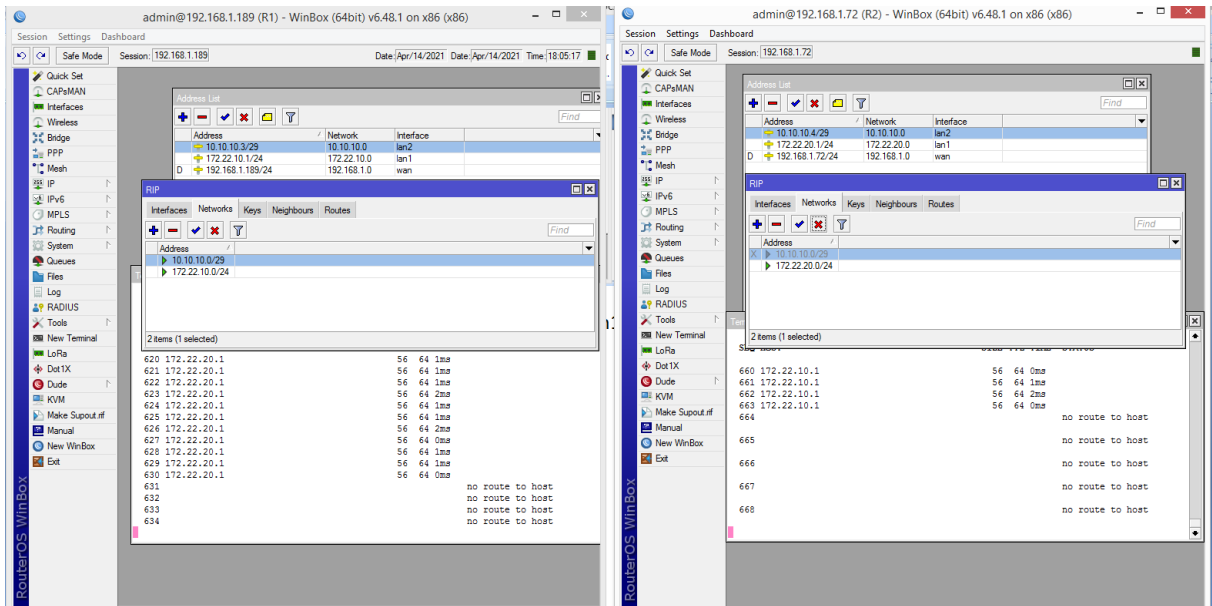 admin@192.168.1.189 (R1) - WinBox (64bit) v6.48.1 on x86 (x86)
Session Settings Dashboard
Safe Mode Session: 192.168.1.189 Date: Apr/14/2021 Date: Apr/14/2021 Time: 18:05:17
Quick Set
CAPsMAN
Interfaces
Wireless
Bridge
PPP
Mesh
IP
IPv6
MPLS
Routing
System
Queues
Files
Log
RADIUS
Tools
New Terminal
LoRa
Dot1X
Dude
KVM
Make Supout.rif
Manual
New WinBox
Exit
RouterOS WinBox
Address List
Find
Address Network Interface
10.10.10.3/29 10.10.10.0 lan2
172.22.10.1/24 172.22.10.0 lan1
D 192.168.1.189/24 192.168.1.0 wan
RIP
Interfaces Networks Keys Neighbours Routes
Find
Address
10.10.10.0/29
172.22.10.0/24
2 items (1 selected)
620 172.22.20.1 56 64 1ms
621 172.22.20.1 56 64 1ms
622 172.22.20.1 56 64 1ms
623 172.22.20.1 56 64 2ms
624 172.22.20.1 56 64 1ms
625 172.22.20.1 56 64 1ms
626 172.22.20.1 56 64 2ms
627 172.22.20.1 56 64 0ms
628 172.22.20.1 56 64 1ms
629 172.22.20.1 56 64 1ms
630 172.22.20.1 56 64 0ms
631 no route to host
632 no route to host
633 no route to host
634 no route to host
admin@192.168.1.72 (R2) - WinBox (64bit) v6.48.1 on x86 (x86)
Session Settings Dashboard
Safe Mode Session: 192.168.1.72
Quick Set
CAPsMAN
Interfaces
Wireless
Bridge
PPP
Mesh
IP
IPv6
MPLS
Routing
System
Queues
Files
Log
RADIUS
Tools
New Terminal
LoRa
Dot1X
Dude
KVM
Make Supout.rif
Manual
New WinBox
Exit
RouterOS WinBox
Address List
Find
Address Network Interface
10.10.10.4/29 10.10.10.0 lan2
172.22.20.1/24 172.22.20.0 lan1
D 192.168.1.72/24 192.168.1.0 wan
RIP
Interfaces Networks Keys Neighbours Routes
Find
Address
X 10.10.10.0/29
172.22.20.0/24
2 items (1 selected)
660 172.22.10.1 56 64 0ms
661 172.22.10.1 56 64 1ms
662 172.22.10.1 56 64 2ms
663 172.22.10.1 56 64 0ms
664 no route to host
665 no route to host
666 no route to host
667 no route to host
668 no route to host